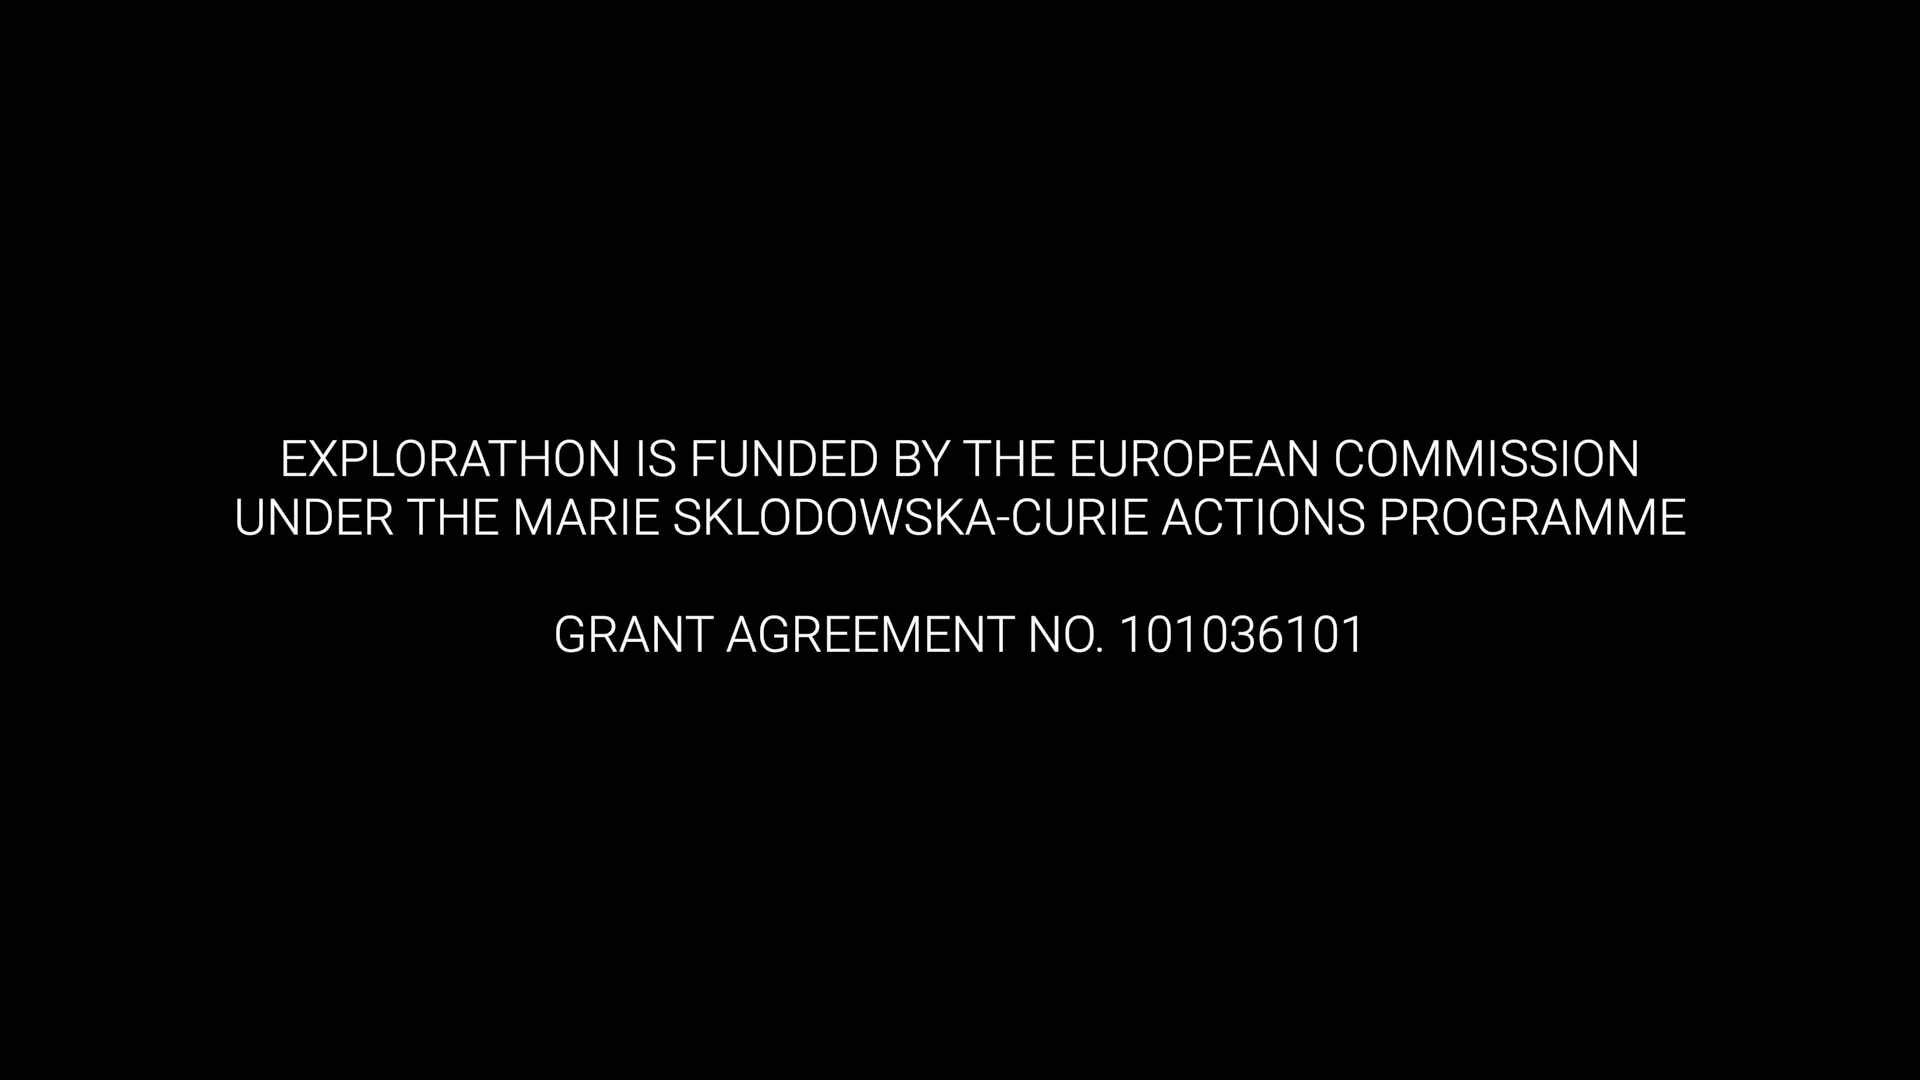 EXPLORATHON IS FUNDED BY THE EUROPEAN COMMISSION
UNDER THE MARIE SKLODOWSKA-CURIE ACTIONS PROGRAMME
GRANT AGREEMENT NO. 101036101